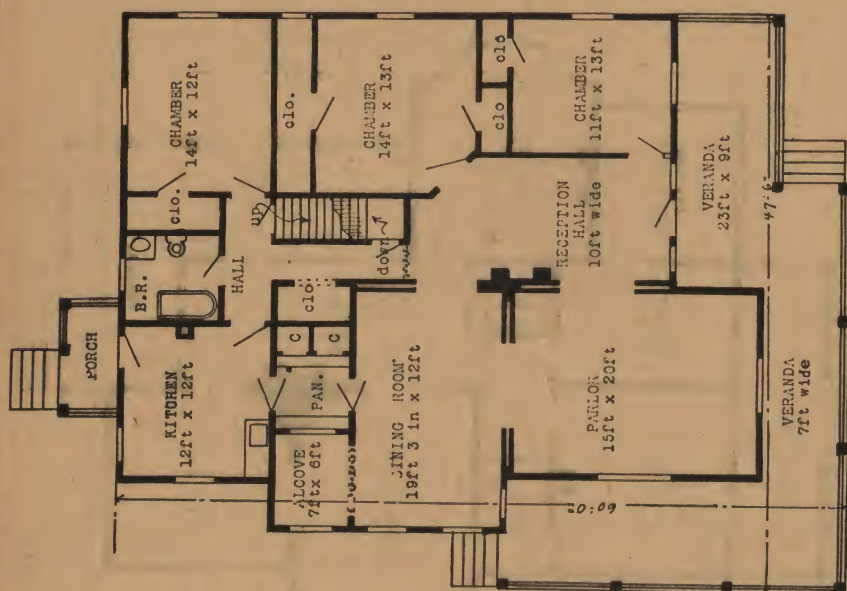 PORCH
KITCHEN
12ft x 12ft
B.R.
HALL
clo.
CHAMBER
14ft x 12ft
ALCOVE
7ft x 6ft
PAN.
C
C
clo
up
down
clo.
DINING ROOM
19ft 3 in x 12ft
CHAMBER
14ft x 13ft
clo
clo
PARLOR
15ft x 20ft
RECEPTION
HALL
10ft wide
CHAMBER
11ft x 13ft
60'-0"
VERANDA
23ft x 9ft
47'-6"
VERANDA
7ft wide